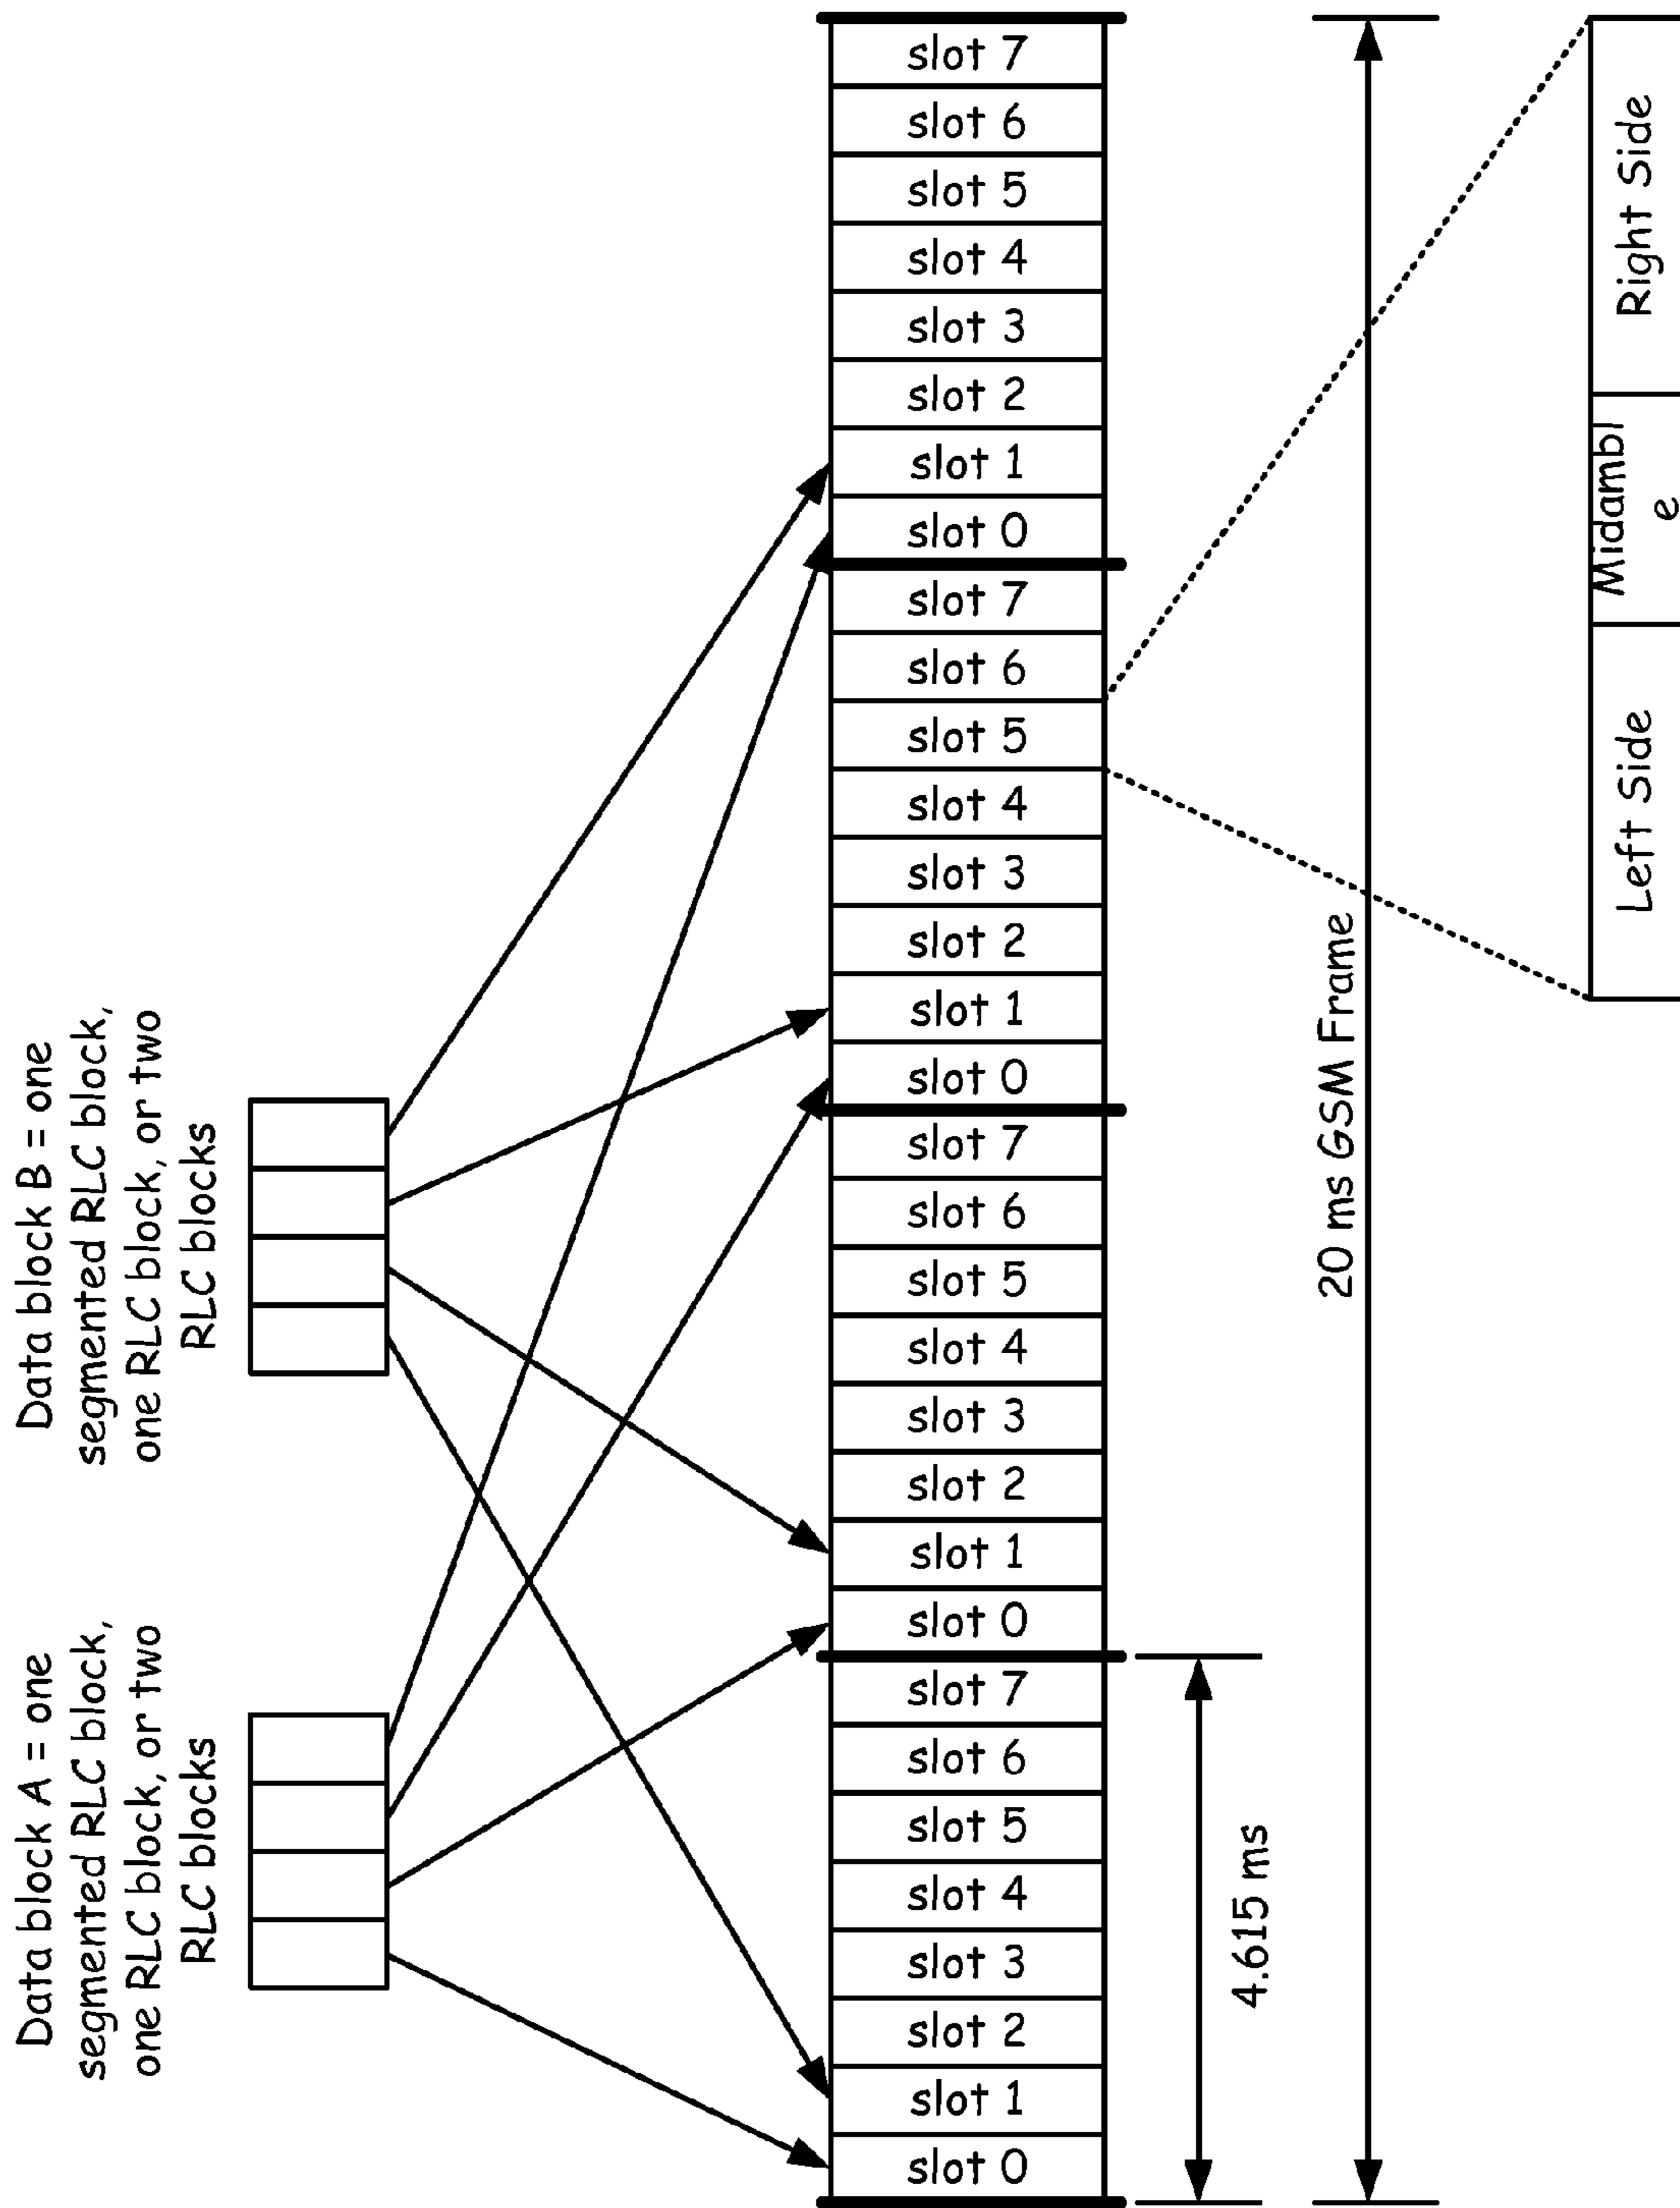 Data block A = one
segmented RLC block,
one RLC block, or two
RLC blocks
Data block B = one
segmented RLC block,
one RLC block, or two
RLC blocks
slot 0
slot 1
slot 2
slot 3
slot 4
slot 5
slot 6
slot 7
slot 0
slot 1
slot 2
slot 3
slot 4
slot 5
slot 6
slot 7
slot 0
slot 1
slot 2
slot 3
slot 4
slot 5
slot 6
slot 7
slot 0
slot 1
slot 2
slot 3
slot 4
slot 5
slot 6
slot 7
4.615 ms
20 ms GSM Frame
Left Side
Midambl
e
Right Side